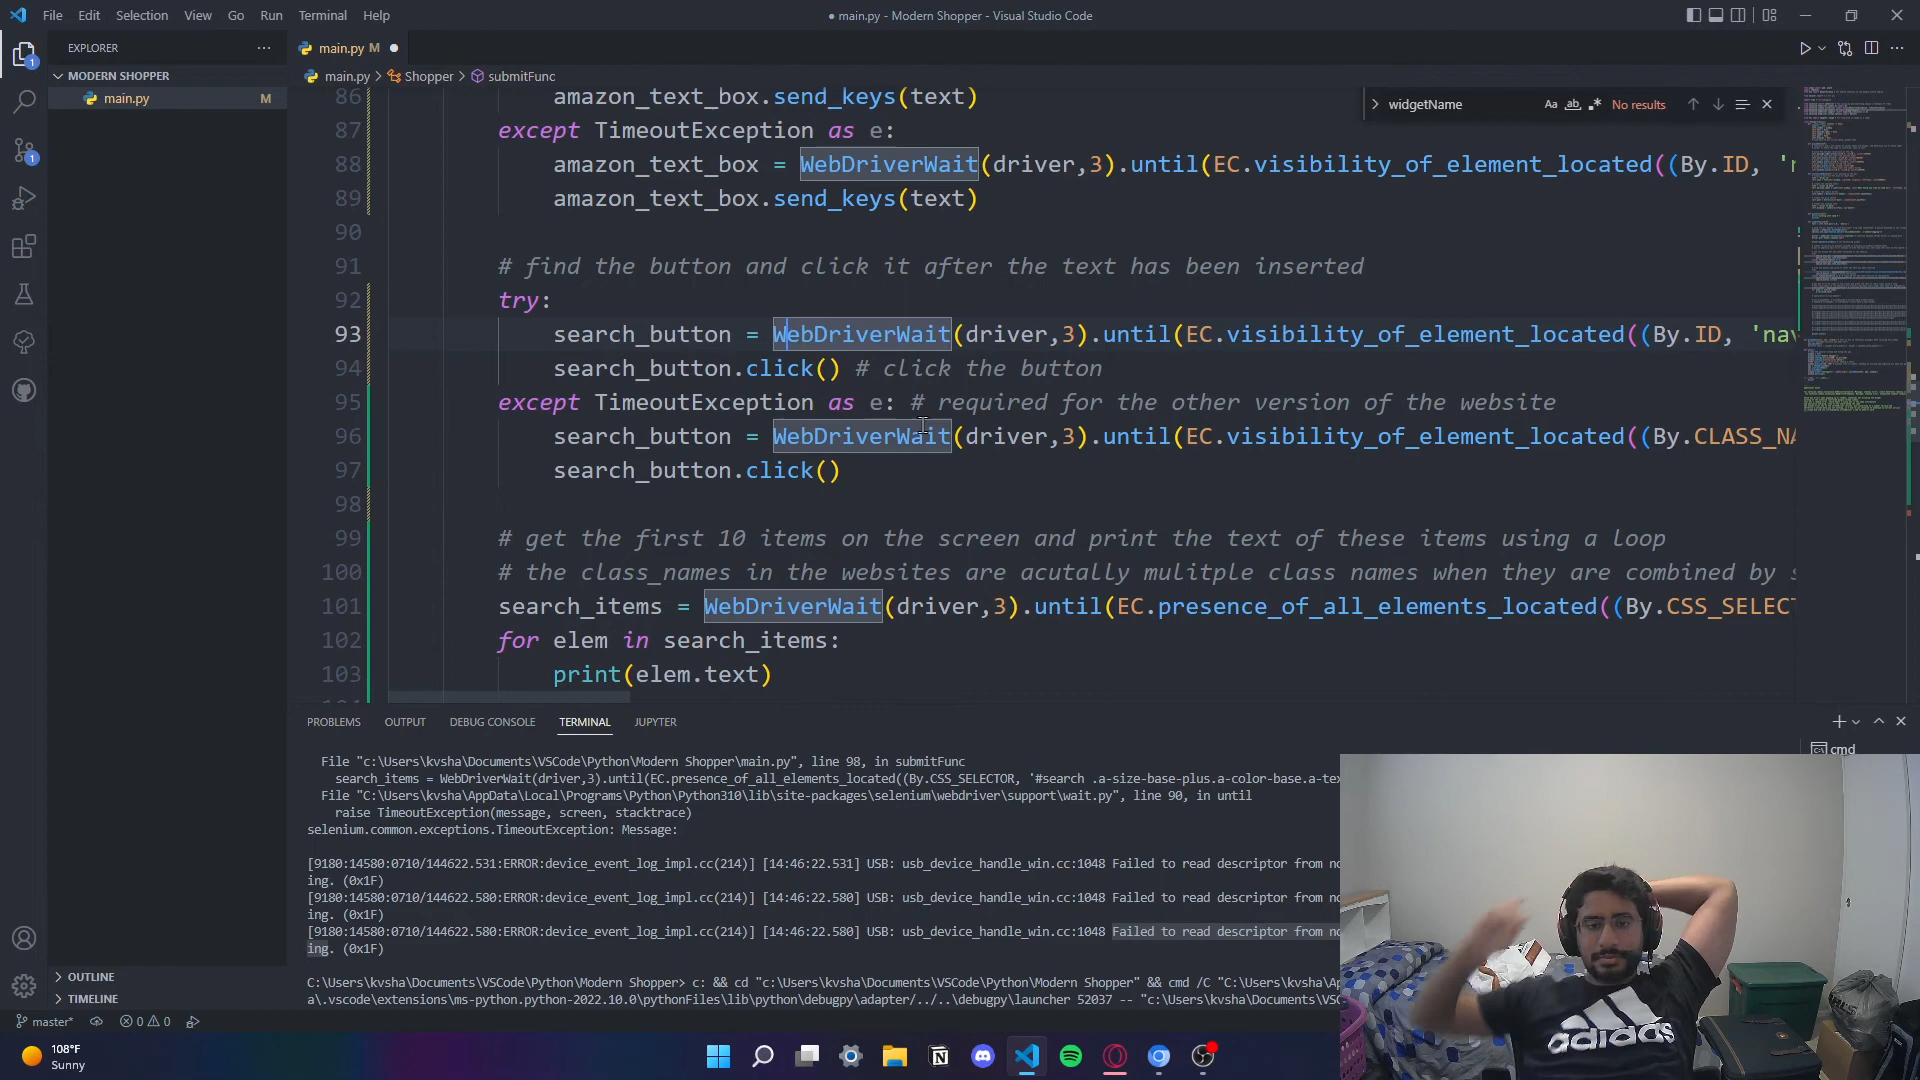 File Edit Selection View Go Run Terminal Help
● main.py - Modern Shopper - Visual Studio Code
EXPLORER
MODERN SHOPPER
main.py M
main.py M
main.py > Shopper > submitFunc
widgetName
Aa ab .* No results
86 amazon_text_box.send_keys(text)
87 except TimeoutException as e:
88 amazon_text_box = WebDriverWait(driver,3).until(EC.visibility_of_element_located((By.ID, 'n
89 amazon_text_box.send_keys(text)
90
91 # find the button and click it after the text has been inserted
92 try:
93 search_button = WebDriverWait(driver,3).until(EC.visibility_of_element_located((By.ID, 'nav
94 search_button.click() # click the button
95 except TimeoutException as e: # required for the other version of the website
96 search_button = WebDriverWait(driver,3).until(EC.visibility_of_element_located((By.CLASS_NA
97 search_button.click()
98
99 # get the first 10 items on the screen and print the text of these items using a loop
100 # the class_names in the websites are acutally mulitple class names when they are combined by s
101 search_items = WebDriverWait(driver,3).until(EC.presence_of_all_elements_located((By.CSS_SELECT
102 for elem in search_items:
103 print(elem.text)
PROBLEMS OUTPUT DEBUG CONSOLE TERMINAL JUPYTER
cmd
File "c:\Users\kvsha\Documents\VSCode\Python\Modern Shopper\main.py", line 98, in submitFunc
search_items = WebDriverWait(driver,3).until(EC.presence_of_all_elements_located((By.CSS_SELECTOR, '#search .a-size-base-plus.a-color-base.a-tex
File "C:\Users\kvsha\AppData\Local\Programs\Python\Python310\lib\site-packages\selenium\webdriver\support\wait.py", line 90, in until
raise TimeoutException(message, screen, stacktrace)
selenium.common.exceptions.TimeoutException: Message:
[9180:14580:0710/144622.531:ERROR:device_event_log_impl.cc(214)] [14:46:22.531] USB: usb_device_handle_win.cc:1048 Failed to read descriptor from no
ing. (0x1F)
[9180:14580:0710/144622.580:ERROR:device_event_log_impl.cc(214)] [14:46:22.580] USB: usb_device_handle_win.cc:1048 Failed to read descriptor from no
ing. (0x1F)
[9180:14580:0710/144622.580:ERROR:device_event_log_impl.cc(214)] [14:46:22.580] USB: usb_device_handle_win.cc:1048 Failed to read descriptor from no
ing. (0x1F)
C:\Users\kvsha\Documents\VSCode\Python\Modern Shopper> c: && cd "c:\Users\kvsha\Documents\VSCode\Python\Modern Shopper" && cmd /C "C:\Users\kvsha\Ap
a\.vscode\extensions\ms-python.python-2022.10.0\pythonFiles\lib\python\debugpy\adapter/../..\debugpy\launcher 52037 -- "c:\Users\kvsha\Documents\VSC
OUTLINE
TIMELINE
master* 0 0
108°F
Sunny
adidas